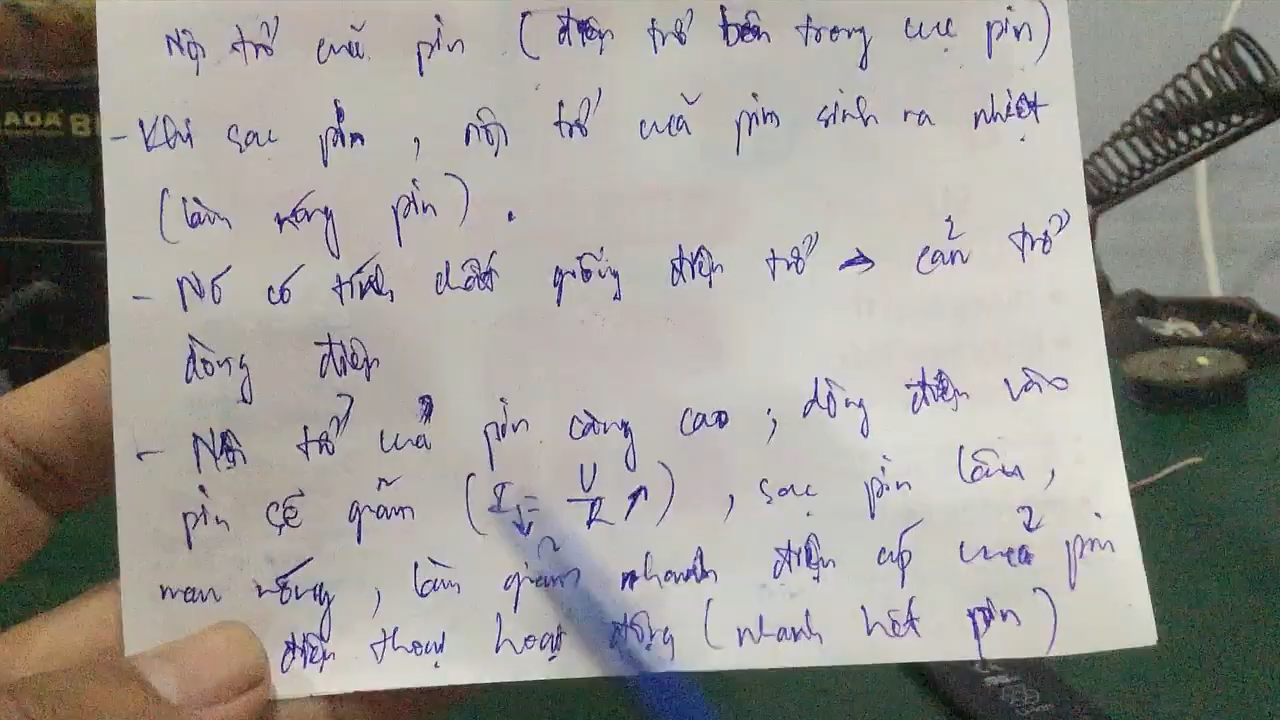 Nội trở của pin (điện trở bên trong của pin)
- Khi sạc pin, nội trở của pin sinh ra nhiệt
(làm nóng pin).
- Nó có tính chất giống điện trở → cản trở
dòng điện
- Nội trở của pin càng cao, dòng điện vào
pin sẽ giảm (I↓ = U/R↑), sạc pin lâu,
mau nóng, làm giảm nhanh điện áp của pin
điện thoại hoạt động (nhanh hết pin)